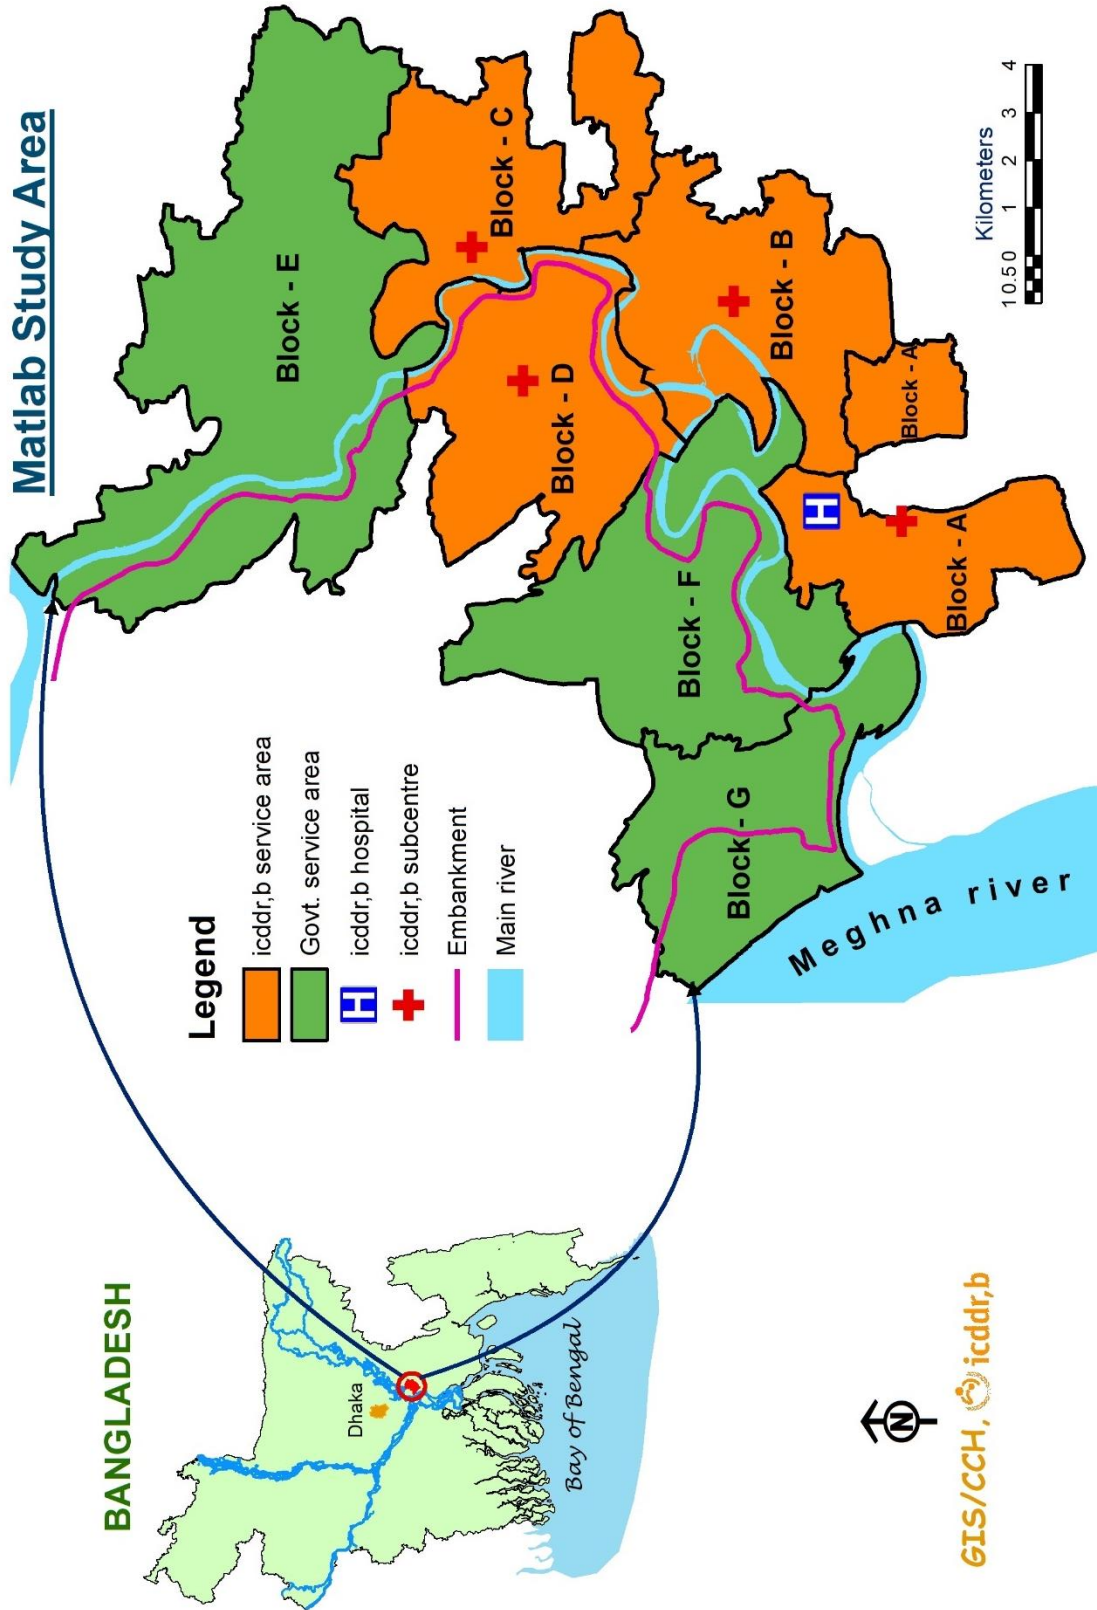 Matlab Study Area
BANGLADESH
Dhaka
Bay of Bengal
Legend
icddr,b service area
Govt. service area
icddr,b hospital
H
icddr,b subcentre
Embankment
Main river
Block - E
Block - C
Block - D
Block - B
Block - F
Block - A
Block - A
Block - G
H
Meghna river
Kilometers
1 0.5 0 1 2 3 4
N
GIS/CCH, icddr,b